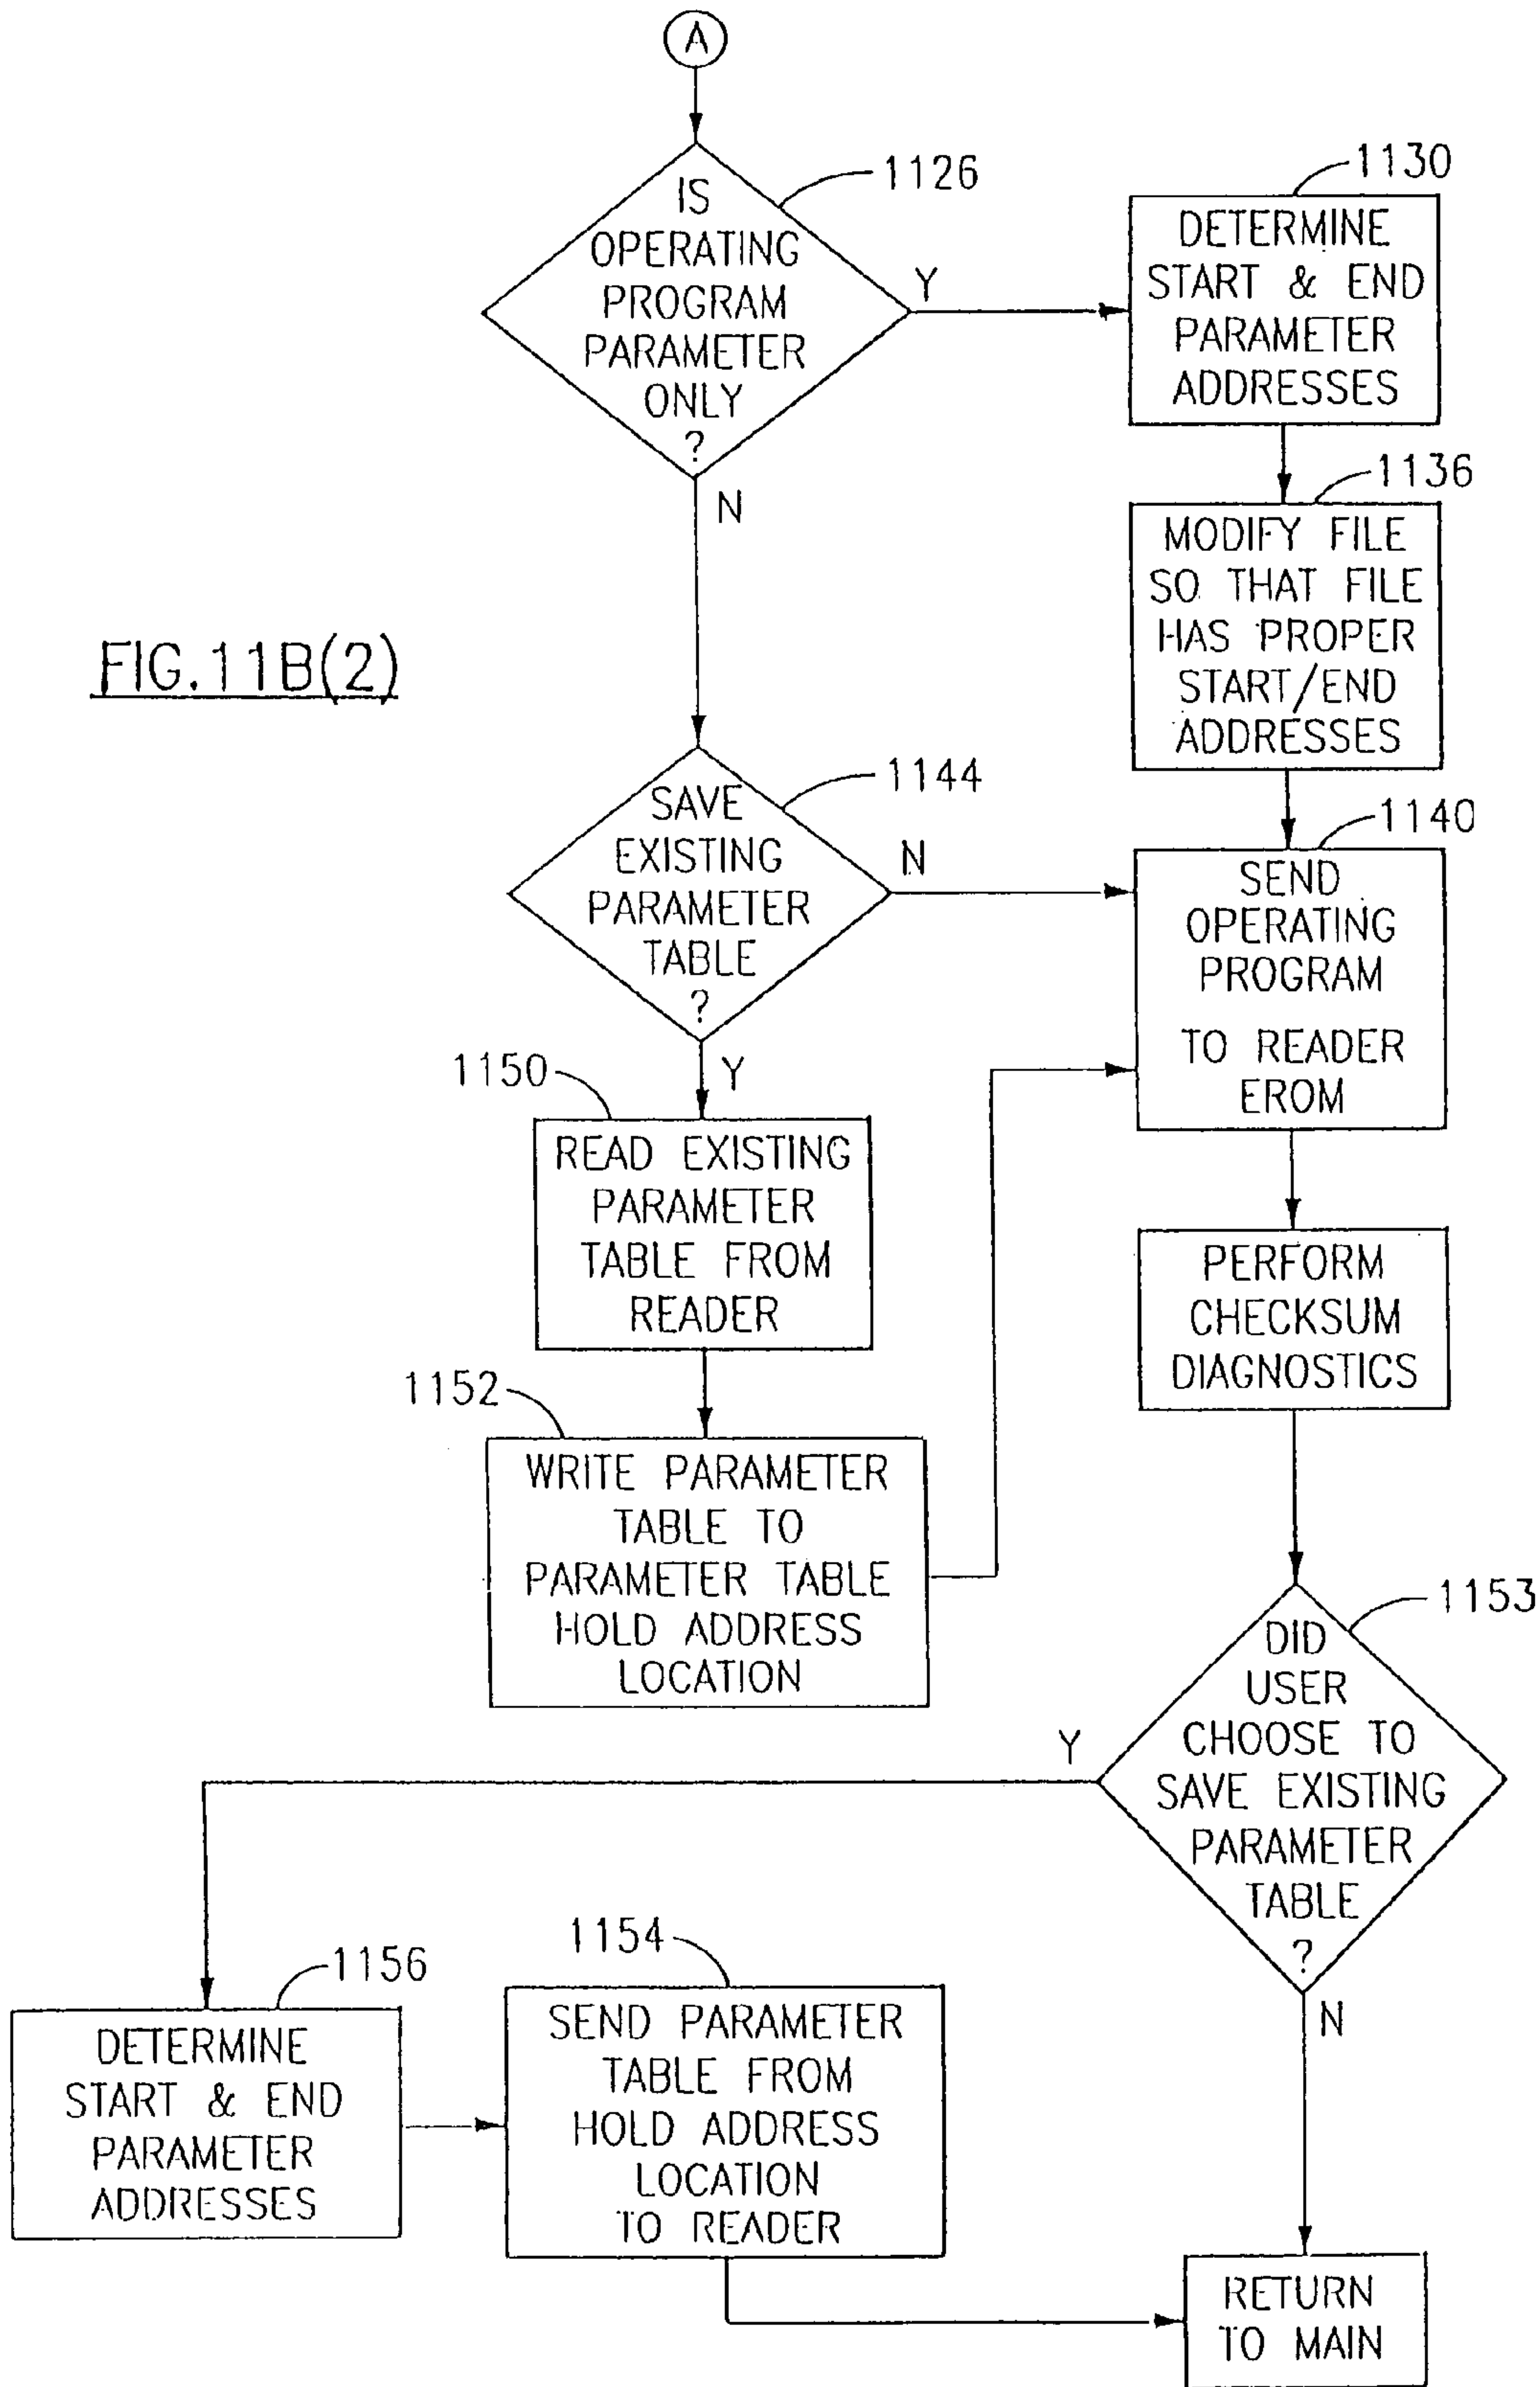 A
IS
OPERATING
PROGRAM
PARAMETER
ONLY
?
1126
Y
N
1130
DETERMINE
START & END
PARAMETER
ADDRESSES
1136
MODIFY FILE
SO THAT FILE
HAS PROPER
START/END
ADDRESSES
FIG.11B(2)
SAVE
EXISTING
PARAMETER
TABLE
?
1144
N
Y
1140
SEND
OPERATING
PROGRAM
TO READER
EROM
1150
READ EXISTING
PARAMETER
TABLE FROM
READER
PERFORM
CHECKSUM
DIAGNOSTICS
1152
WRITE PARAMETER
TABLE TO
PARAMETER TABLE
HOLD ADDRESS
LOCATION
1153
DID
USER
CHOOSE TO
SAVE EXISTING
PARAMETER
TABLE
?
Y
N
1156
DETERMINE
START & END
PARAMETER
ADDRESSES
1154
SEND PARAMETER
TABLE FROM
HOLD ADDRESS
LOCATION
TO READER
RETURN
TO MAIN